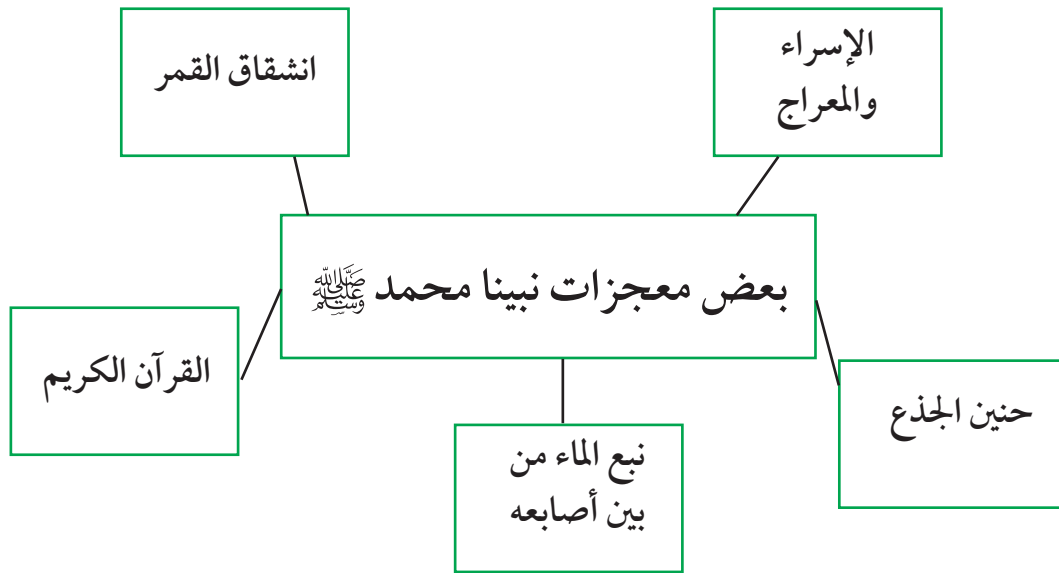 الإسراء
والمعراج
انشقاق القمر
بعض معجزات نبينا محمد ﷺ
القرآن الكريم
حنين الجذع
نبع الماء من
بين أصابعه